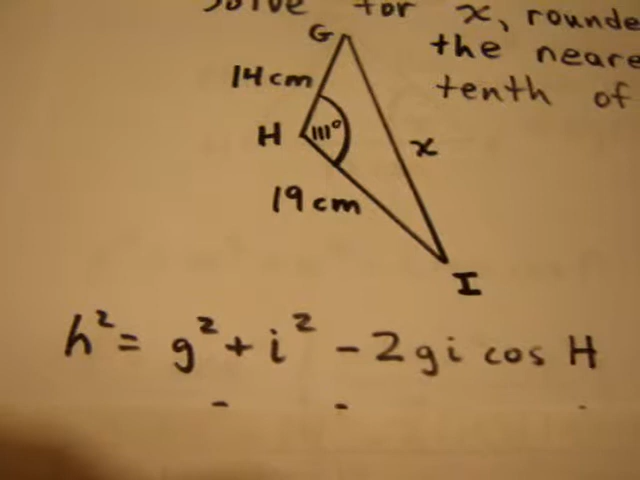 for x, rounde
the neare
tenth of
G
14cm
H 111°
x
19cm
I
h² = g² + i² - 2gi cos H